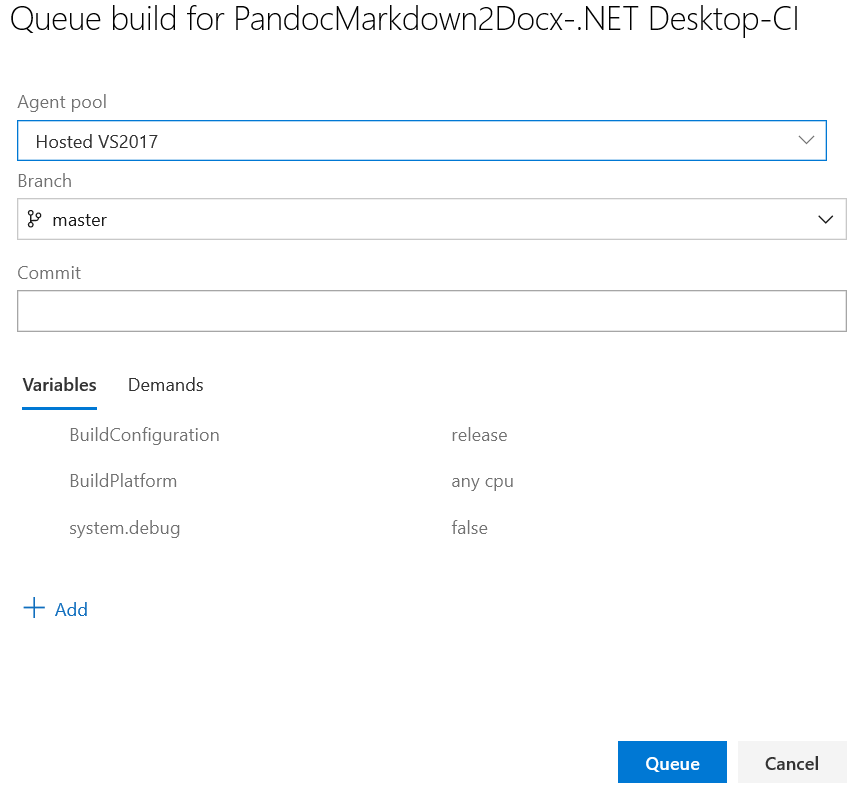 Queue build for PandocMarkdown2Docx-.NET Desktop-CI
Agent pool
Hosted VS2017
Branch
master
Commit
Variables Demands
BuildConfiguration release
BuildPlatform any cpu
system.debug false
Add
Queue Cancel